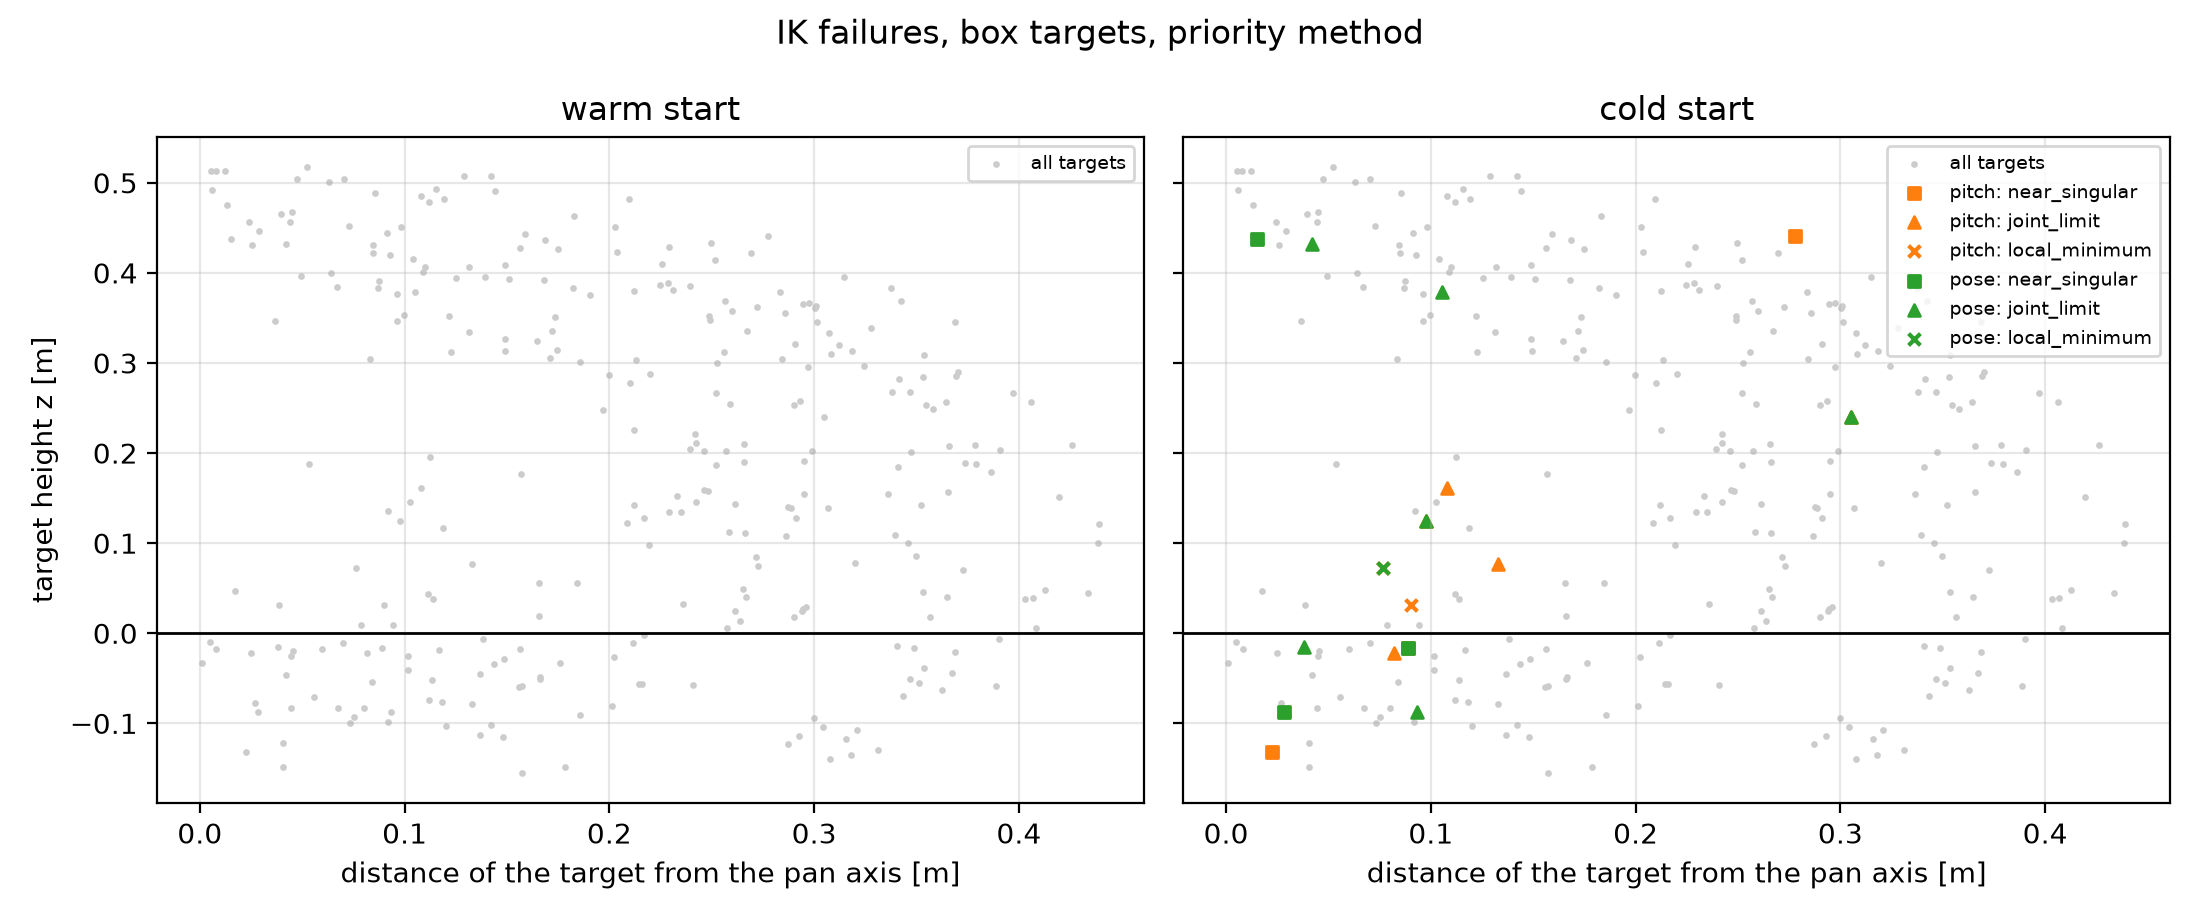 IK failures, box targets, priority method
warm start
cold start
all targets
all targets
pitch: near_singular
pitch: joint_limit
pitch: local_minimum
pose: near_singular
pose: joint_limit
pose: local_minimum
target height z [m]
0.5
0.4
0.3
0.2
0.1
0.0
−0.1
0.0 0.1 0.2 0.3 0.4
0.0 0.1 0.2 0.3 0.4
distance of the target from the pan axis [m]
distance of the target from the pan axis [m]